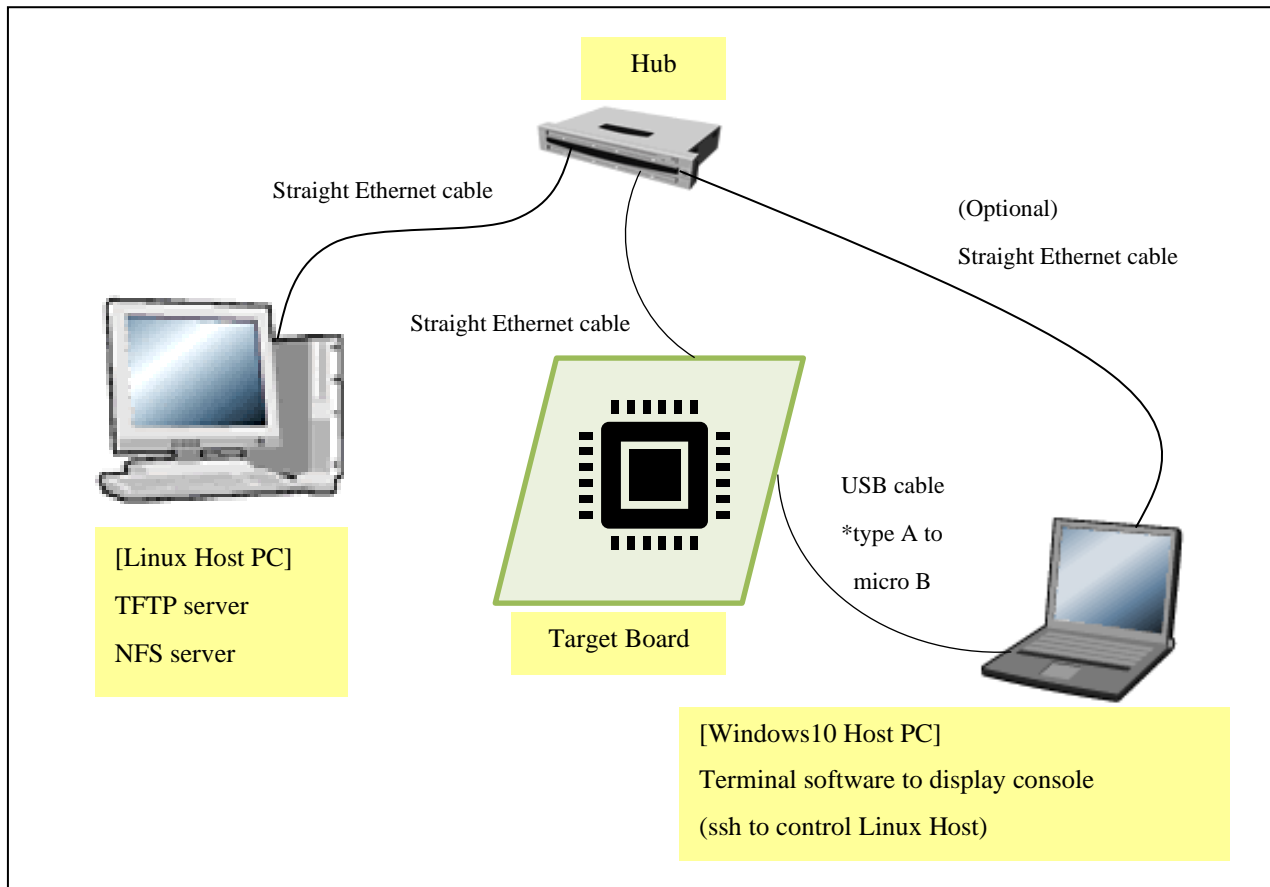 Hub
Straight Ethernet cable
(Optional)
Straight Ethernet cable
Straight Ethernet cable
USB cable
*type A to
micro B
[Linux Host PC]
TFTP server
NFS server
Target Board
[Windows10 Host PC]
Terminal software to display console
(ssh to control Linux Host)